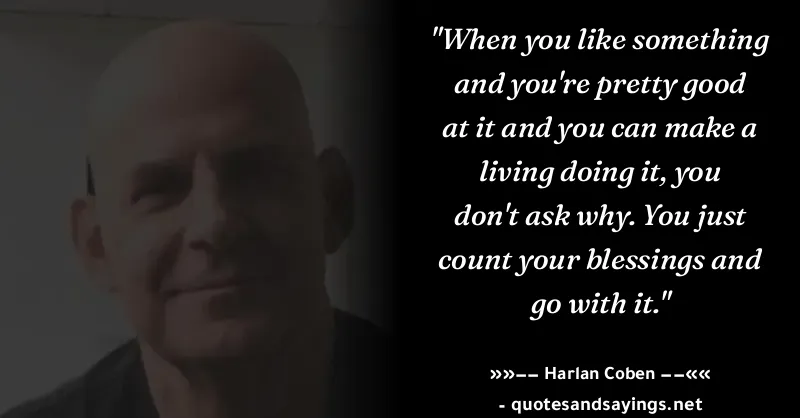 "When you like something
and you're pretty good
at it and you can make a
living doing it, you
don't ask why. You just
count your blessings and
go with it."
»»–– Harlan Coben ––««
- quotesandsayings.net